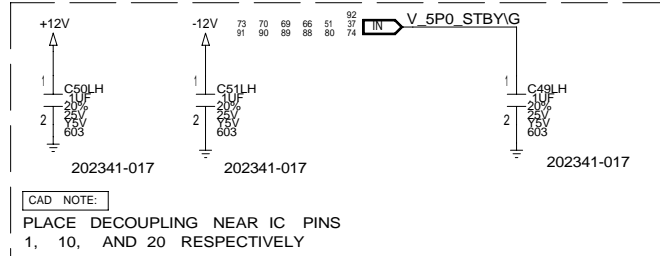 +12V
-12V
92
73 70 69 66 51 37
91 90 89 88 80 74
IN
V_5P0_STBY\G
1
C50LH
.1UF
20%
25V
Y5V
603
2
202341-017
1
C51LH
.1UF
20%
25V
Y5V
603
2
202341-017
1
C49LH
.1UF
20%
25V
Y5V
603
2
202341-017
CAD NOTE:
PLACE DECOUPLING NEAR IC PINS
1, 10, AND 20 RESPECTIVELY